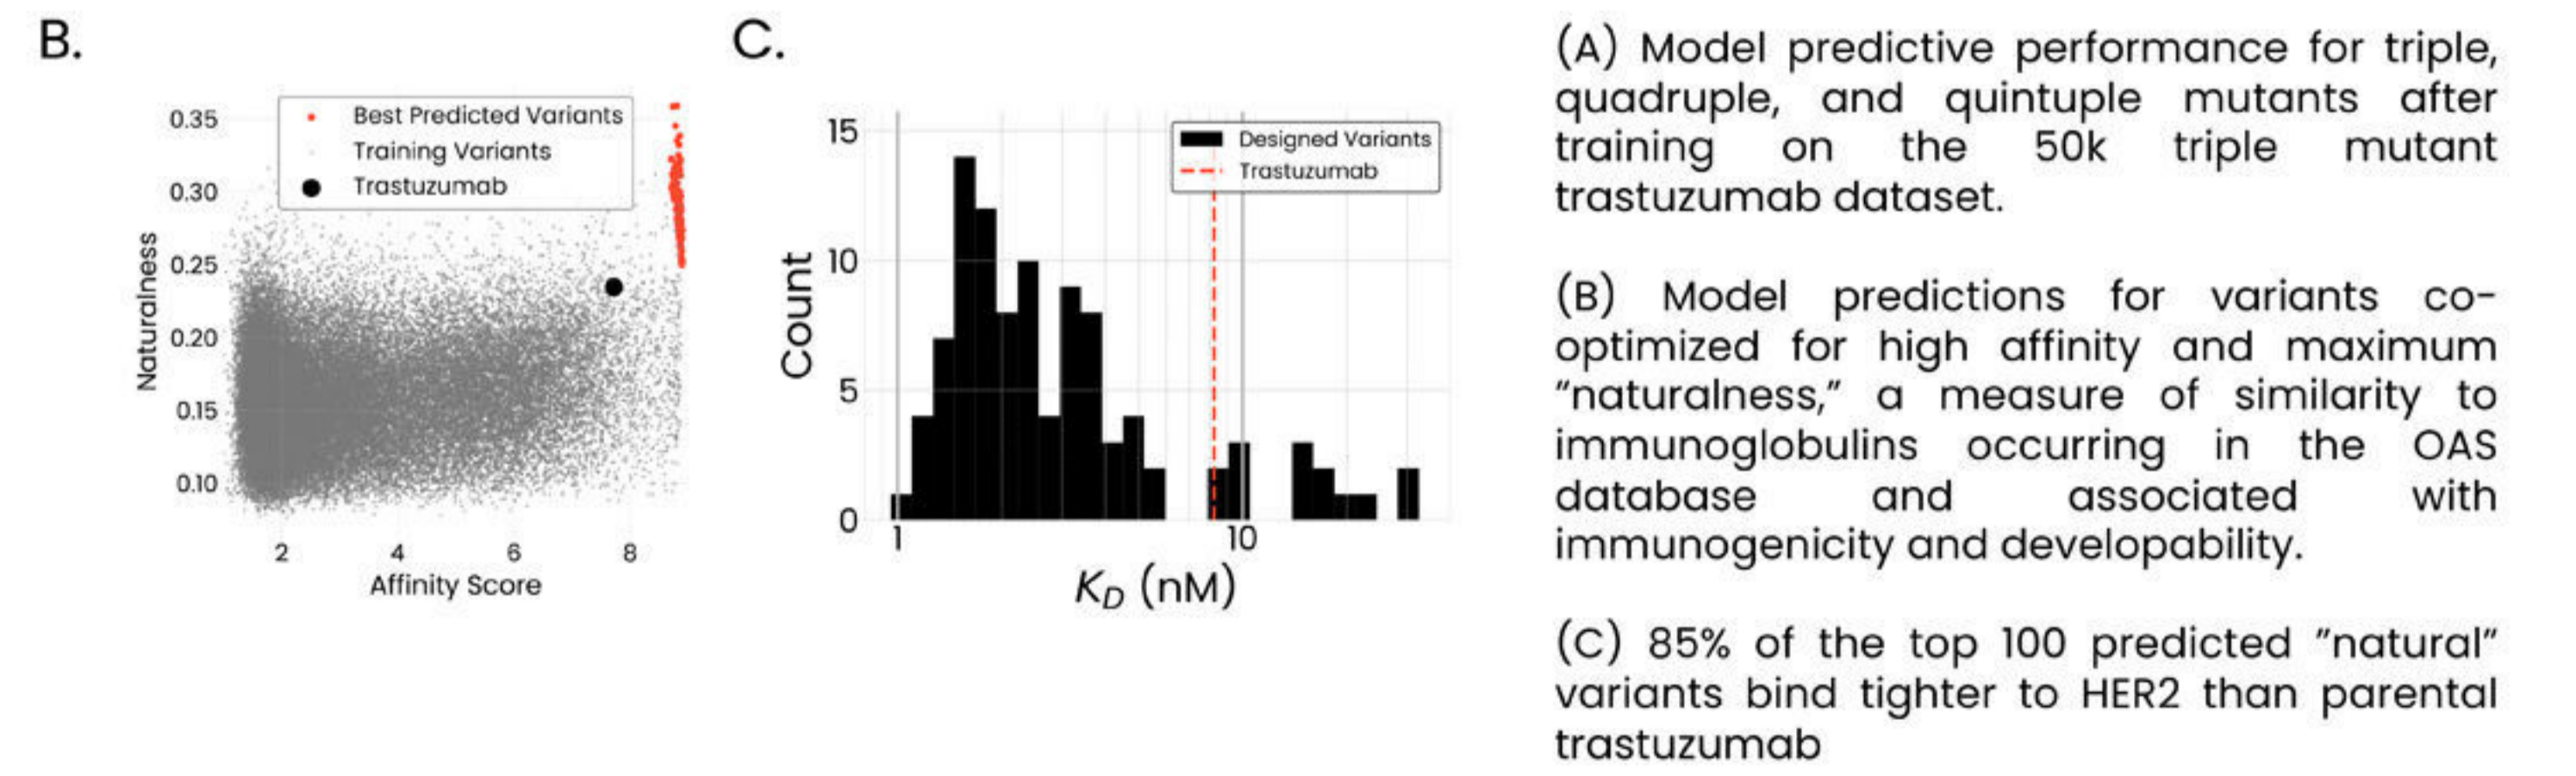 B.
Best Predicted Variants
Training Variants
Trastuzumab
0.35
0.30
0.25
0.20
0.15
0.10
Naturalness
2 4 6 8
Affinity Score
C.
Designed Variants
Trastuzumab
15
10
5
0
Count
1 10
K_D (nM)
(A) Model predictive performance for triple,
quadruple, and quintuple mutants after
training on the 50k triple mutant
trastuzumab dataset.
(B) Model predictions for variants co-
optimized for high affinity and maximum
"naturalness," a measure of similarity to
immunoglobulins occurring in the OAS
database and associated with
immunogenicity and developability.
(C) 85% of the top 100 predicted "natural"
variants bind tighter to HER2 than parental
trastuzumab